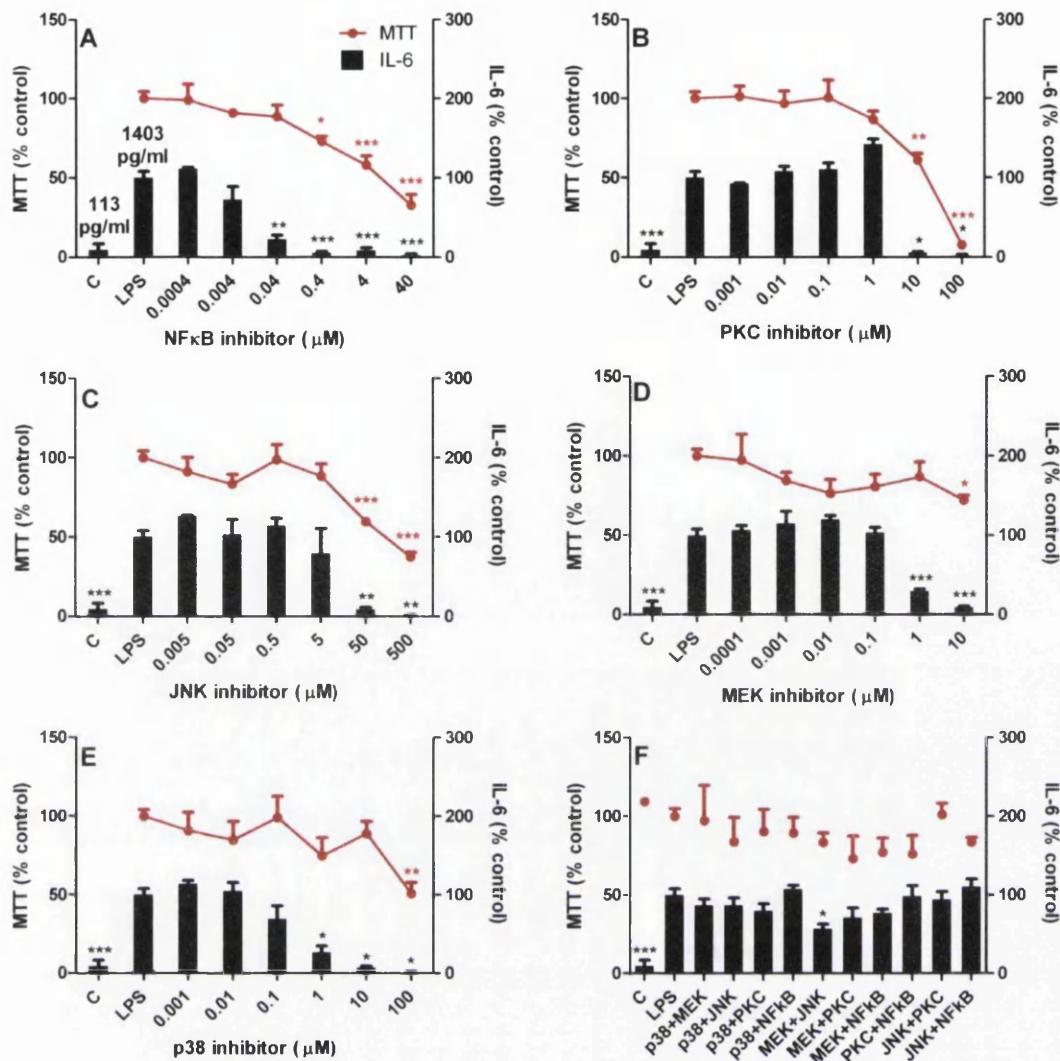 A
MTT
IL-6
MTT (% control)
150
100
50
0
IL-6 (% control)
300
200
100
0
1403
pg/ml
113
pg/ml
*
***
***
**
***
***
***
C
LPS
0.0004
0.004
0.04
0.4
4
40
NFκB inhibitor ( μM)
B
MTT (% control)
150
100
50
0
IL-6 (% control)
300
200
100
0
**
***
***
*
*
C
LPS
0.001
0.01
0.1
1
10
100
PKC inhibitor ( μM)
C
MTT (% control)
150
100
50
0
IL-6 (% control)
300
200
100
0
***
***
***
**
**
C
LPS
0.005
0.05
0.5
5
50
500
JNK inhibitor ( μM)
D
MTT (% control)
150
100
50
0
IL-6 (% control)
300
200
100
0
*
***
***
***
C
LPS
0.0001
0.001
0.01
0.1
1
10
MEK inhibitor ( μM)
E
MTT (% control)
150
100
50
0
IL-6 (% control)
300
200
100
0
**
***
*
*
*
C
LPS
0.001
0.01
0.1
1
10
100
p38 inhibitor ( μM)
F
MTT (% control)
150
100
50
0
IL-6 (% control)
300
200
100
0
***
*
C
LPS
p38+MEK
p38+JNK
p38+PKC
p38+NFkB
MEK+JNK
MEK+PKC
MEK+NFkB
PKC+NFkB
JNK+PKC
JNK+NFkB